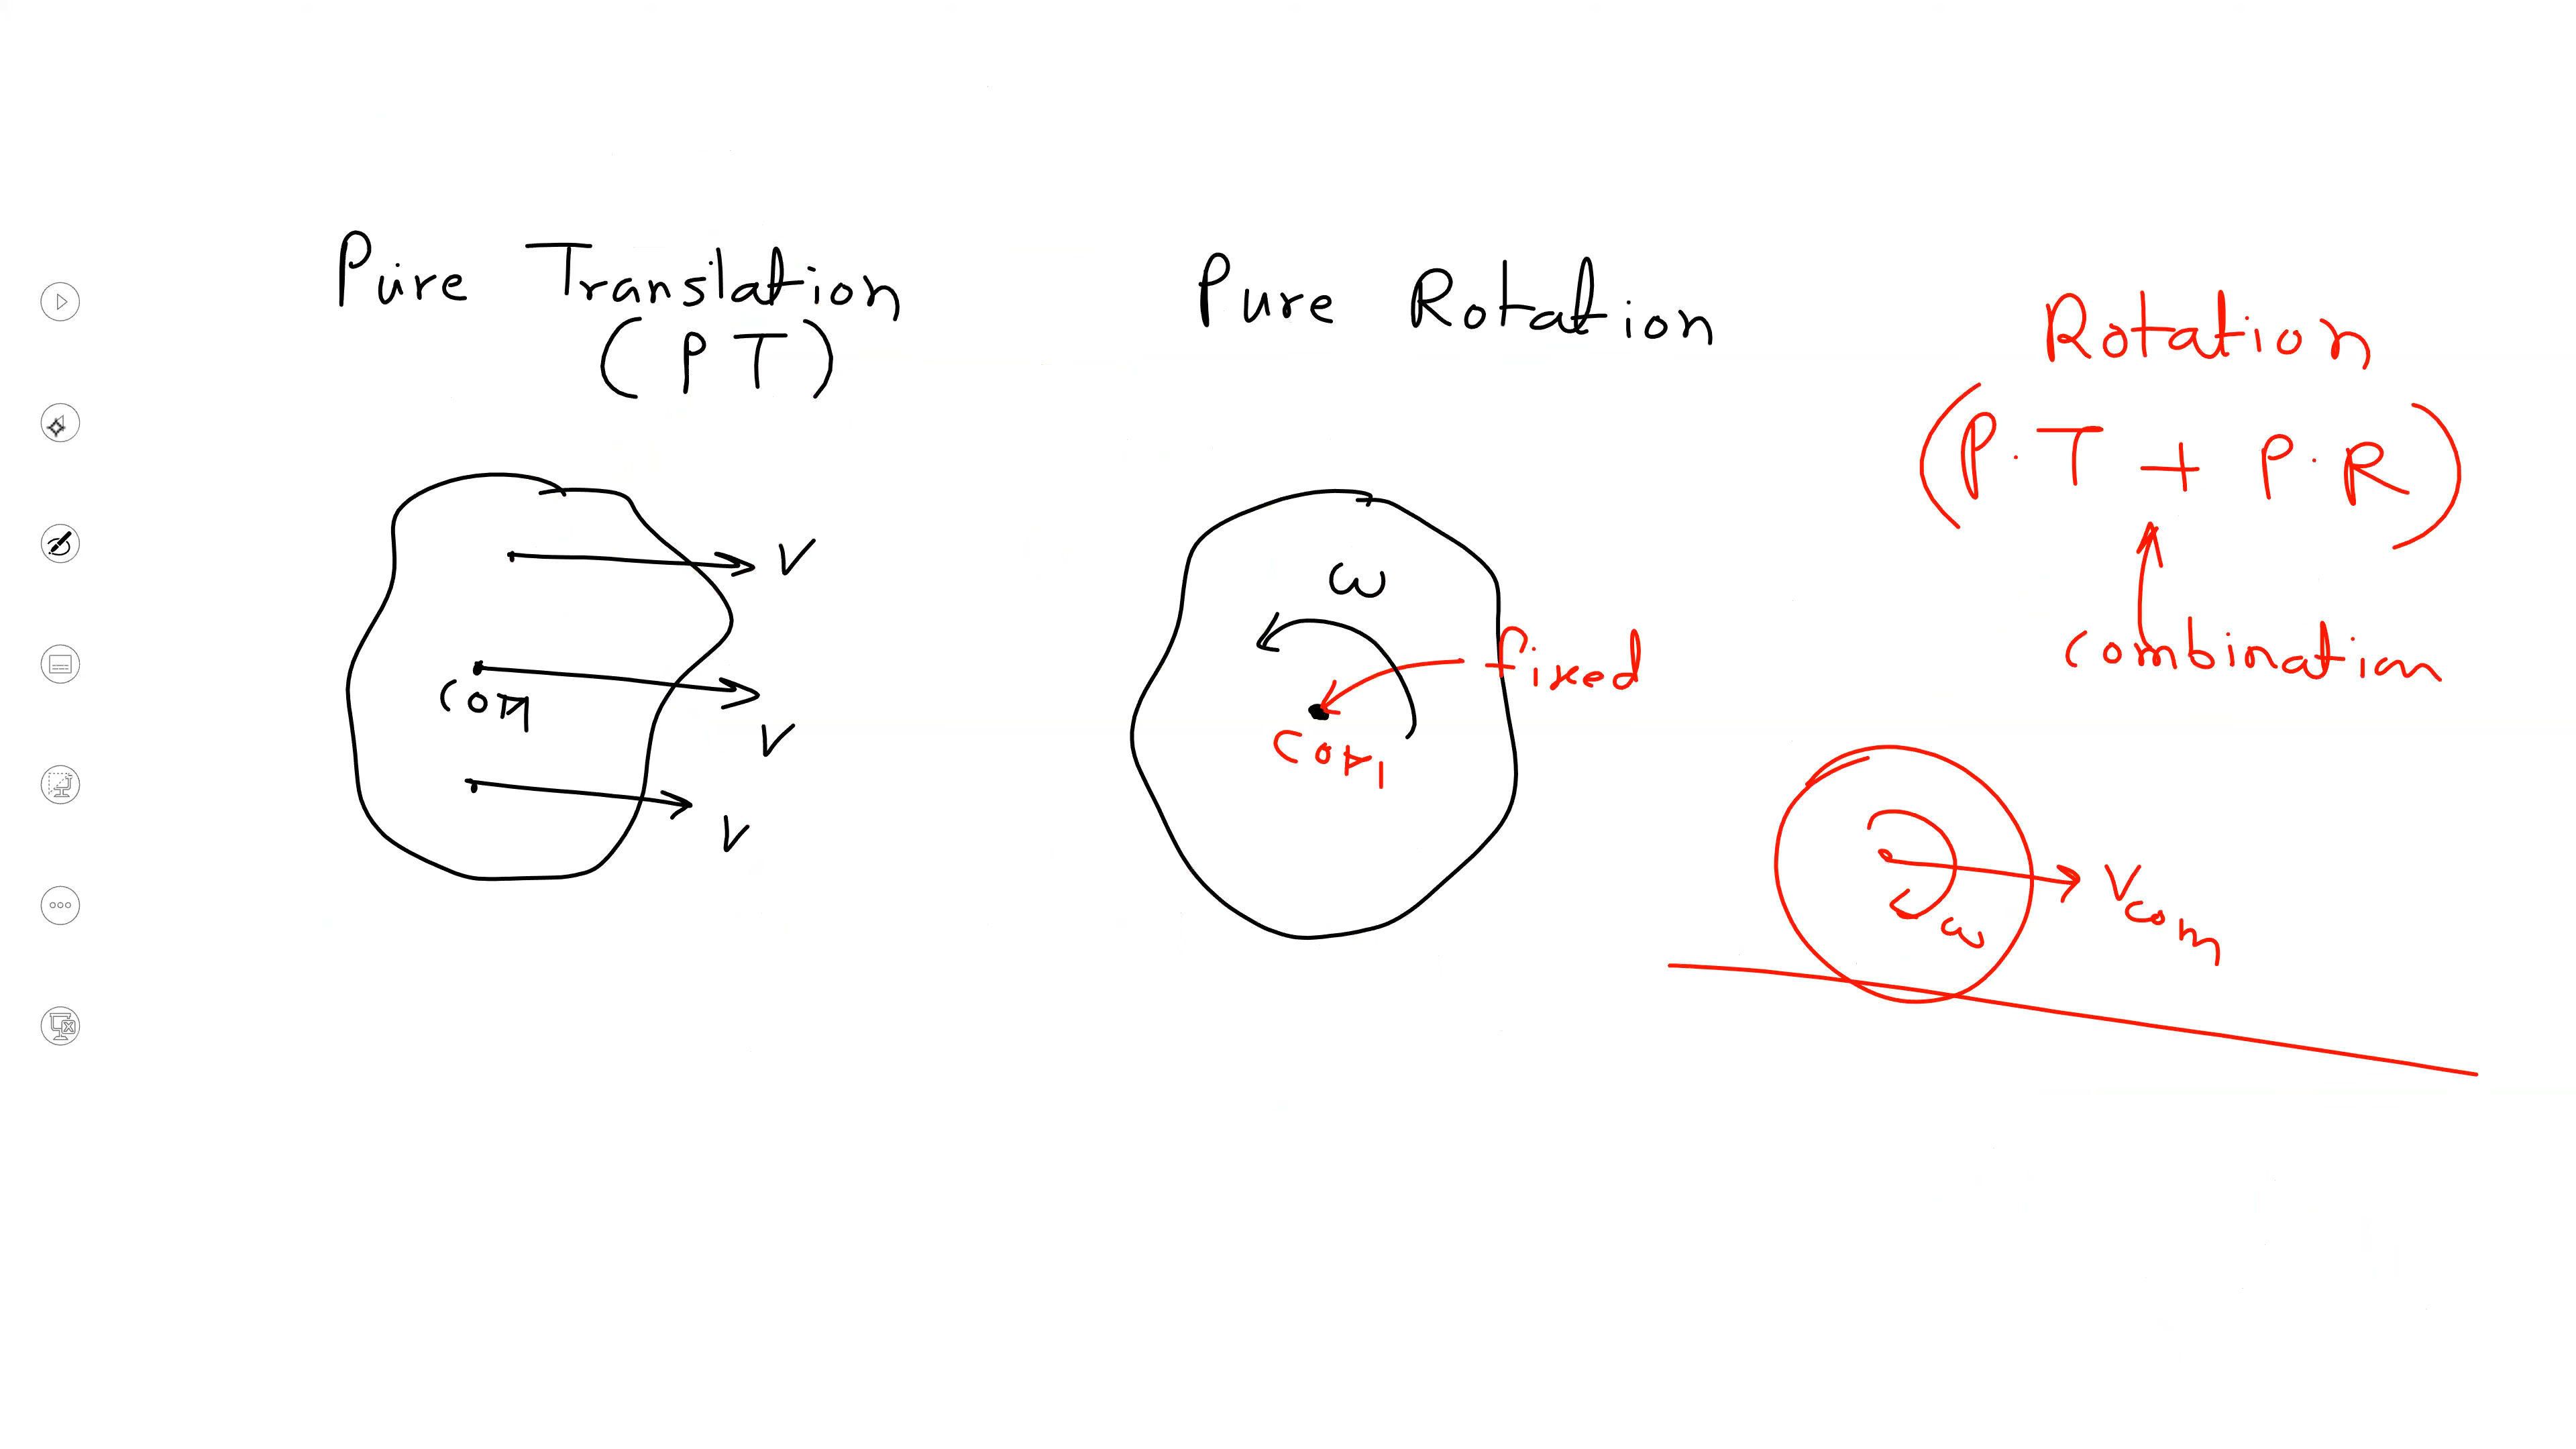 Pure Translation
(PT)
V
COM
V
V
Pure Rotation
ω
fixed
COM
Rotation
(P.T + P.R)
combination
Vcom
ω